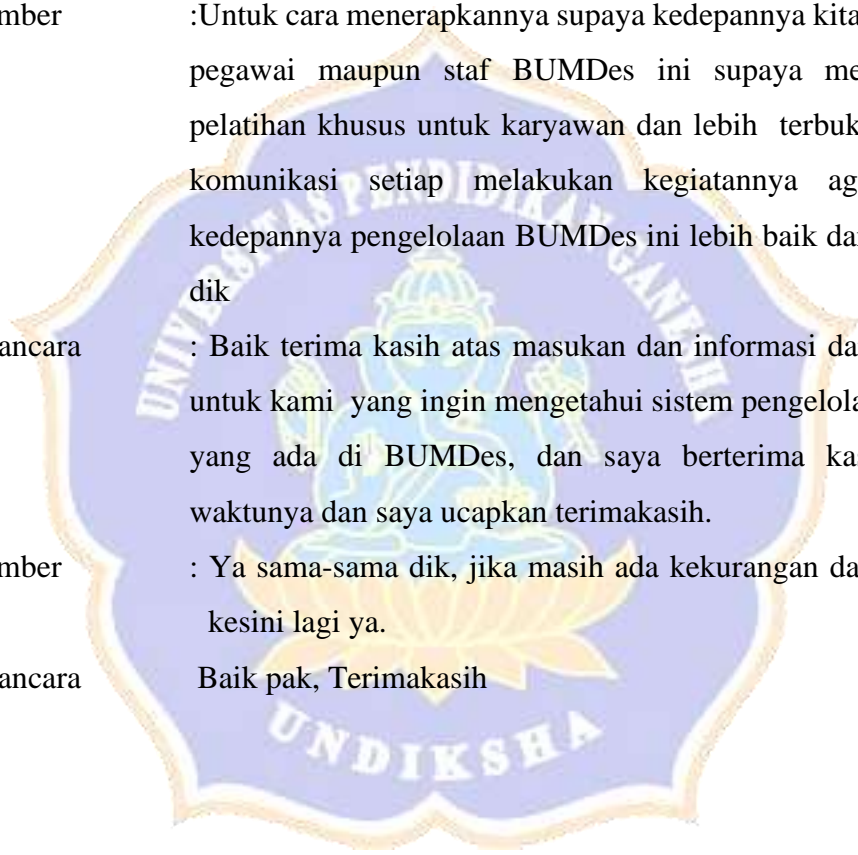 mber :Untuk cara menerapkannya supaya kedepannya kita
pegawai maupun staf BUMDes ini supaya me
pelatihan khusus untuk karyawan dan lebih terbuk
komunikasi setiap melakukan kegiatannya ag
kedepannya pengelolaan BUMDes ini lebih baik da
dik
ancara : Baik terima kasih atas masukan dan informasi da
untuk kami yang ingin mengetahui sistem pengelola
yang ada di BUMDes, dan saya berterima kas
waktunya dan saya ucapkan terimakasih.
mber : Ya sama-sama dik, jika masih ada kekurangan da
kesini lagi ya.
ancara Baik pak, Terimakasih
UNIVERSITAS PENDIDIKAN GANESH
UNDIKSHA